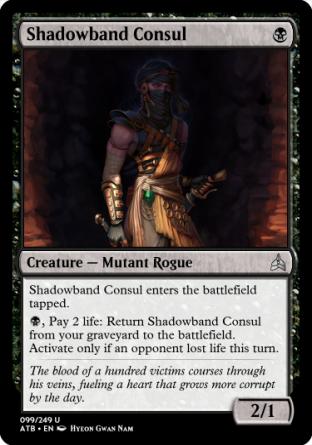 Shadowband Consul
Creature — Mutant Rogue
Shadowband Consul enters the battlefield
tapped.
, Pay 2 life: Return Shadowband Consul
from your graveyard to the battlefield.
Activate only if an opponent lost life this turn.
The blood of a hundred victims courses through
his veins, fueling a heart that grows more corrupt
by the day.
2/1
099/249 U
ATB • EN Hyeon Gwan Nam